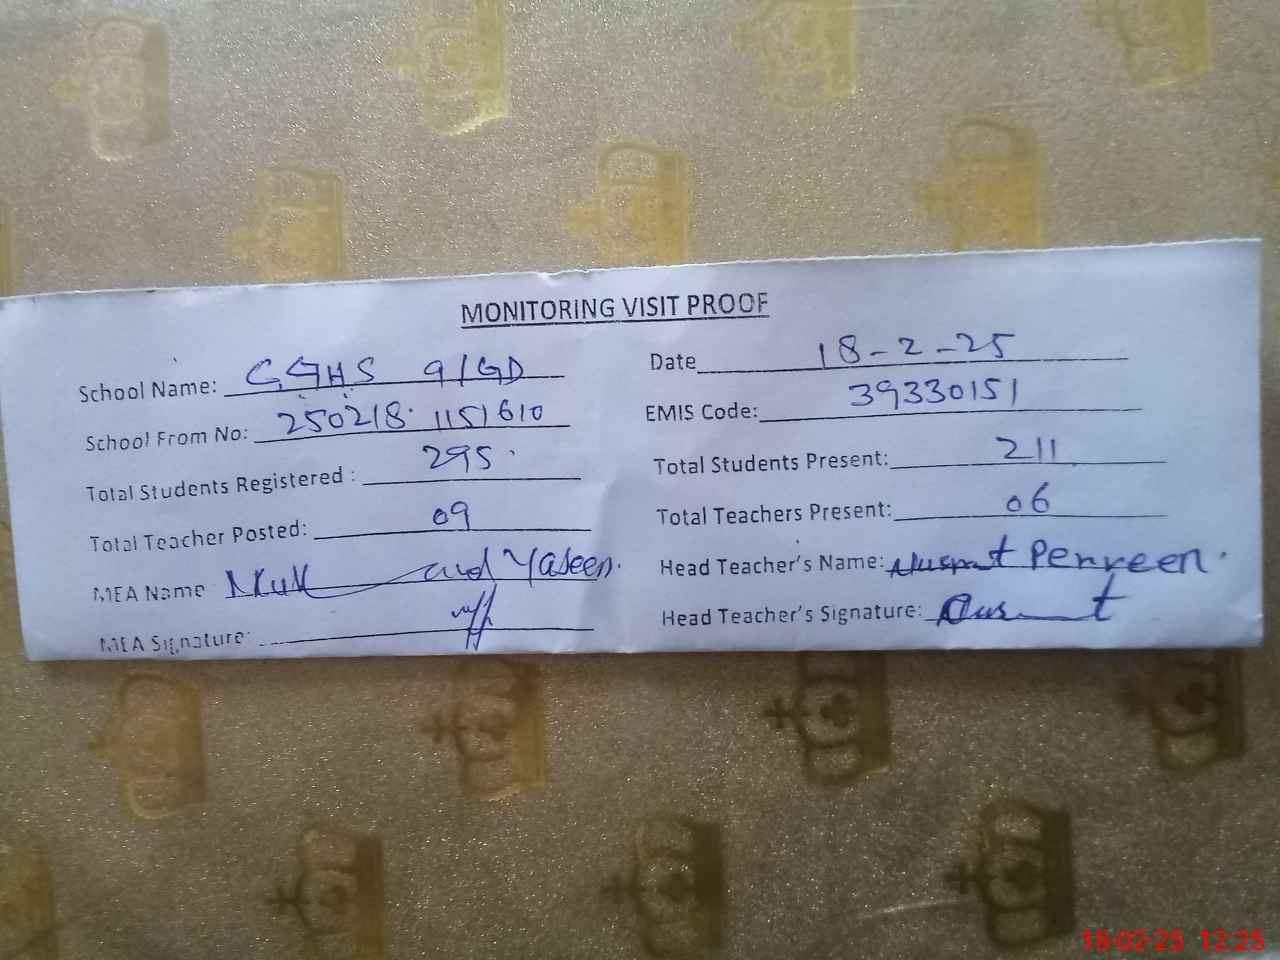 MONITORING VISIT PROOF
School Name: GGHS 9/GD
Date 18-2-25
School From No: 250218 1151610
EMIS Code: 39330151
Total Students Registered : 295
Total Students Present: 211
Total Teacher Posted: 09
Total Teachers Present: 06
MEA Name Yaseen.
Head Teacher's Name: Nusrat Perveen.
MEA Signature:
Head Teacher's Signature:
18-02-25 12:25